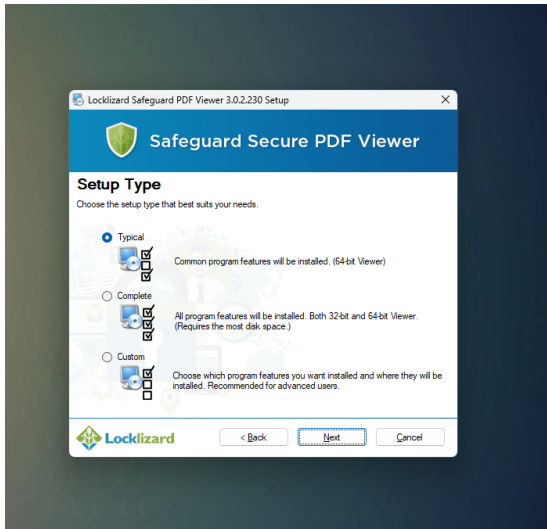 Locklizard Safeguard PDF Viewer 3.0.2.230 Setup
Safeguard Secure PDF Viewer
Setup Type
Choose the setup type that best suits your needs.
Typical
Common program features will be installed. (64-bit Viewer)
Complete
All program features will be installed. Both 32-bit and 64-bit Viewer.
(Requires the most disk space.)
Custom
Choose which program features you want installed and where they will be
installed. Recommended for advanced users.
Locklizard
< Back
Next
Cancel